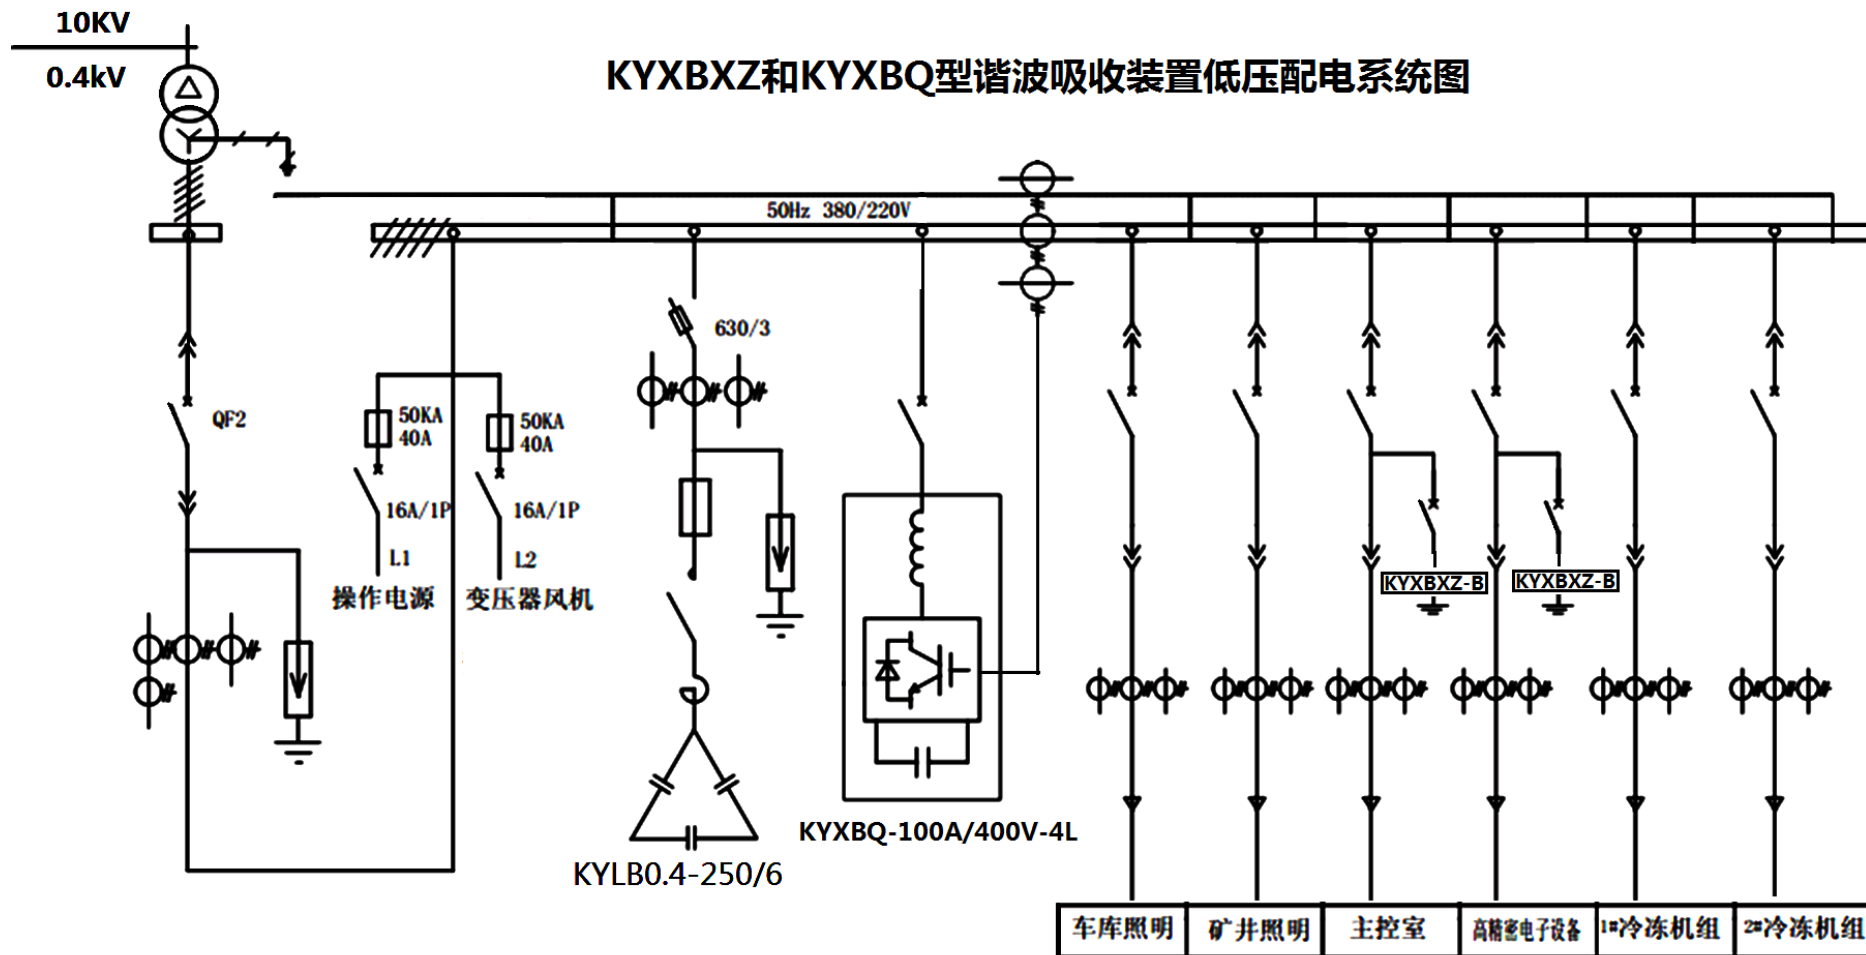 10KV
0.4kV
KYXBXZ和KYXBQ型谐波吸收装置低压配电系统图
50Hz 380/220V
630/3
QF2
50KA
40A
50KA
40A
16A/1P
16A/1P
L1
L2
操作电源
变压器风机
KYXBXZ-B
KYXBXZ-B
KYXBQ-100A/400V-4L
KYLB0.4-250/6
车库照明
矿井照明
主控室
高精密电子设备
1#冷冻机组
2#冷冻机组